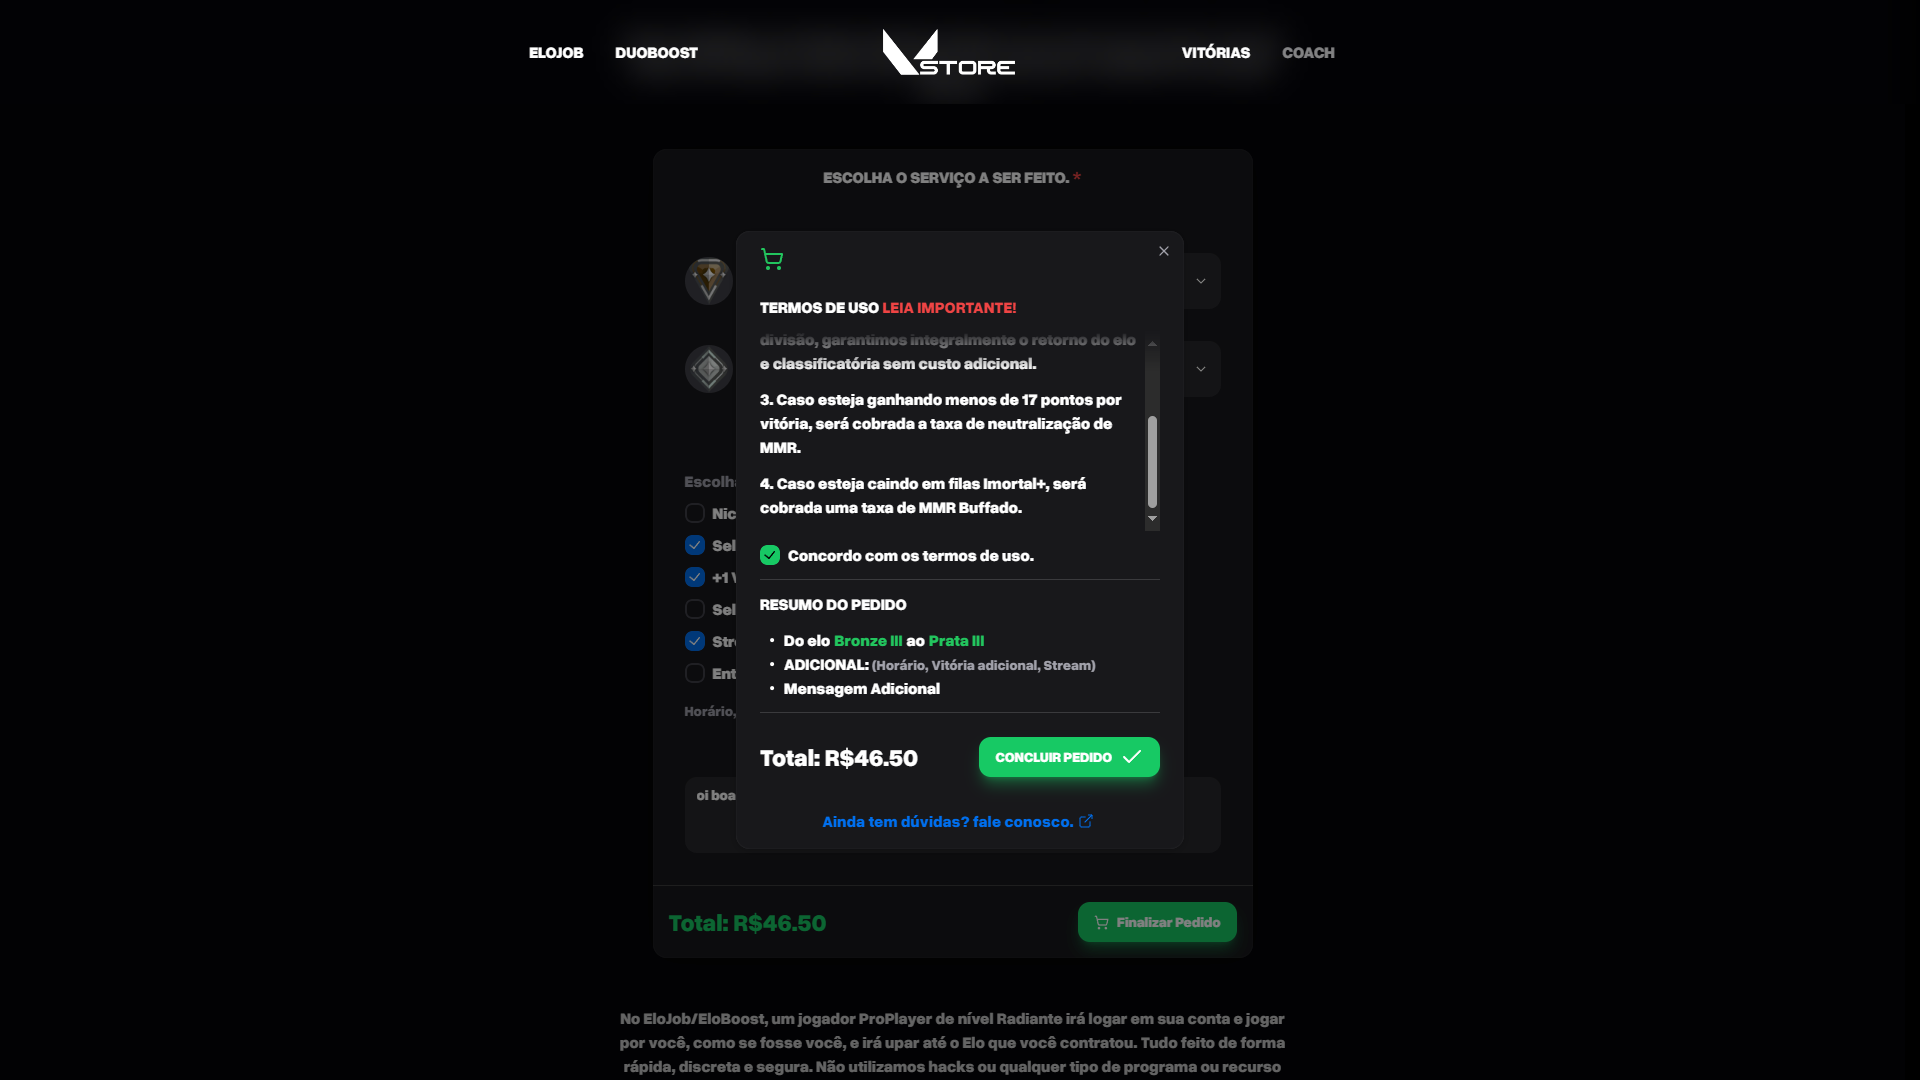 ELOJOB
DUOBOOST
STORE
VITÓRIAS
COACH
ESCOLHA O SERVIÇO A SER FEITO. *
TERMOS DE USO LEIA IMPORTANTE!
divisão, garantimos integralmente o retorno do elo
e classificatória sem custo adicional.
3. Caso esteja ganhando menos de 17 pontos por
vitória, será cobrada a taxa de neutralização de
MMR.
4. Caso esteja caindo em filas Imortal+, será
cobrada uma taxa de MMR Buffado.
Concordo com os termos de uso.
RESUMO DO PEDIDO
• Do elo Bronze III ao Prata III
• ADICIONAL: (Horário, Vitória adicional, Stream)
• Mensagem Adicional
Total: R$46.50
CONCLUIR PEDIDO
Ainda tem dúvidas? fale conosco.
Nic
Sel
+1
Sel
Ent
Horário,
oi boa
Total: R$46.50
Finalizar Pedido
No EloJob/EloBoost, um jogador ProPlayer de nível Radiante irá logar em sua conta e jogar
por você, como se fosse você, e irá upar até o Elo que você contratou. Tudo feito de forma
rápida, discreta e segura. Não utilizamos hacks ou qualquer tipo de programa ou recurso